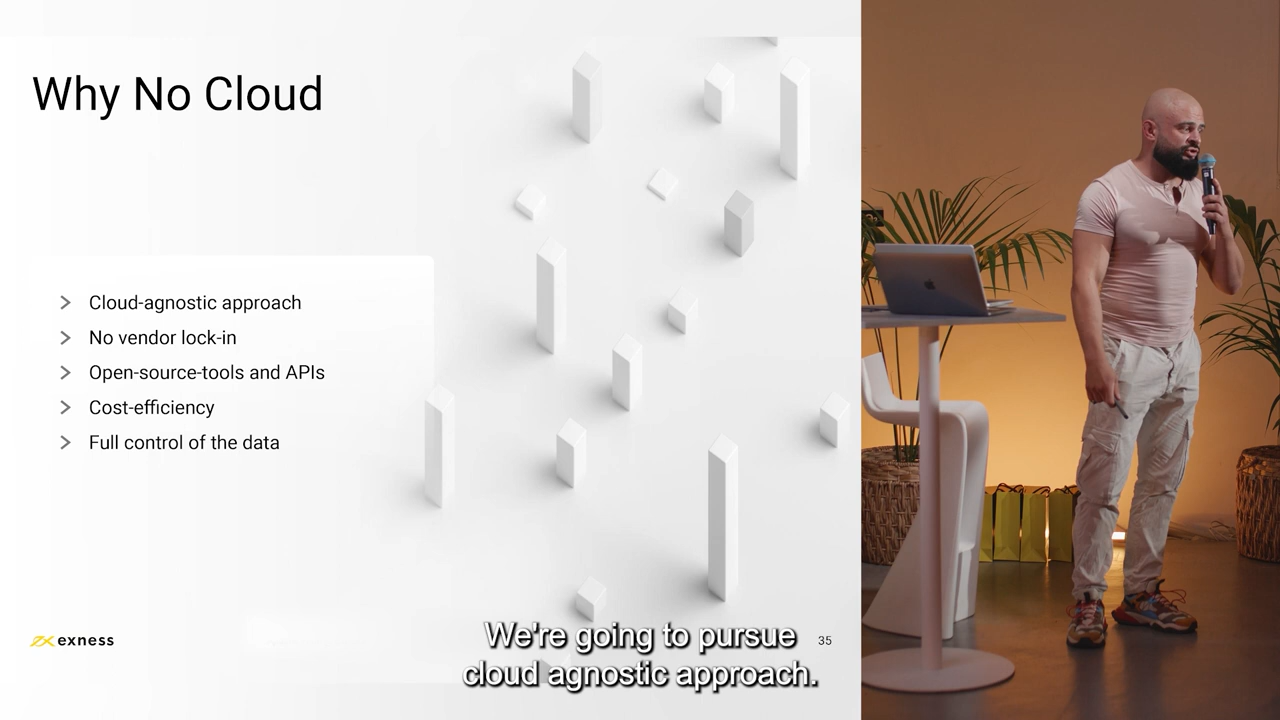 Why No Cloud
Cloud-agnostic approach
No vendor lock-in
Open-source-tools and APIs
Cost-efficiency
Full control of the data
exness
We're going to pursue
cloud agnostic approach.
35